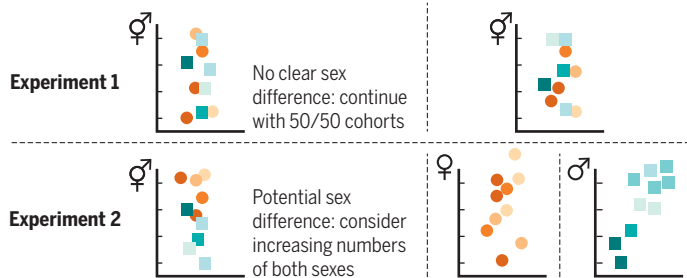 ⚥
⚥
Experiment 1
No clear sex
difference: continue
with 50/50 cohorts
⚥
♀
♂
Experiment 2
Potential sex
difference: consider
increasing numbers
of both sexes